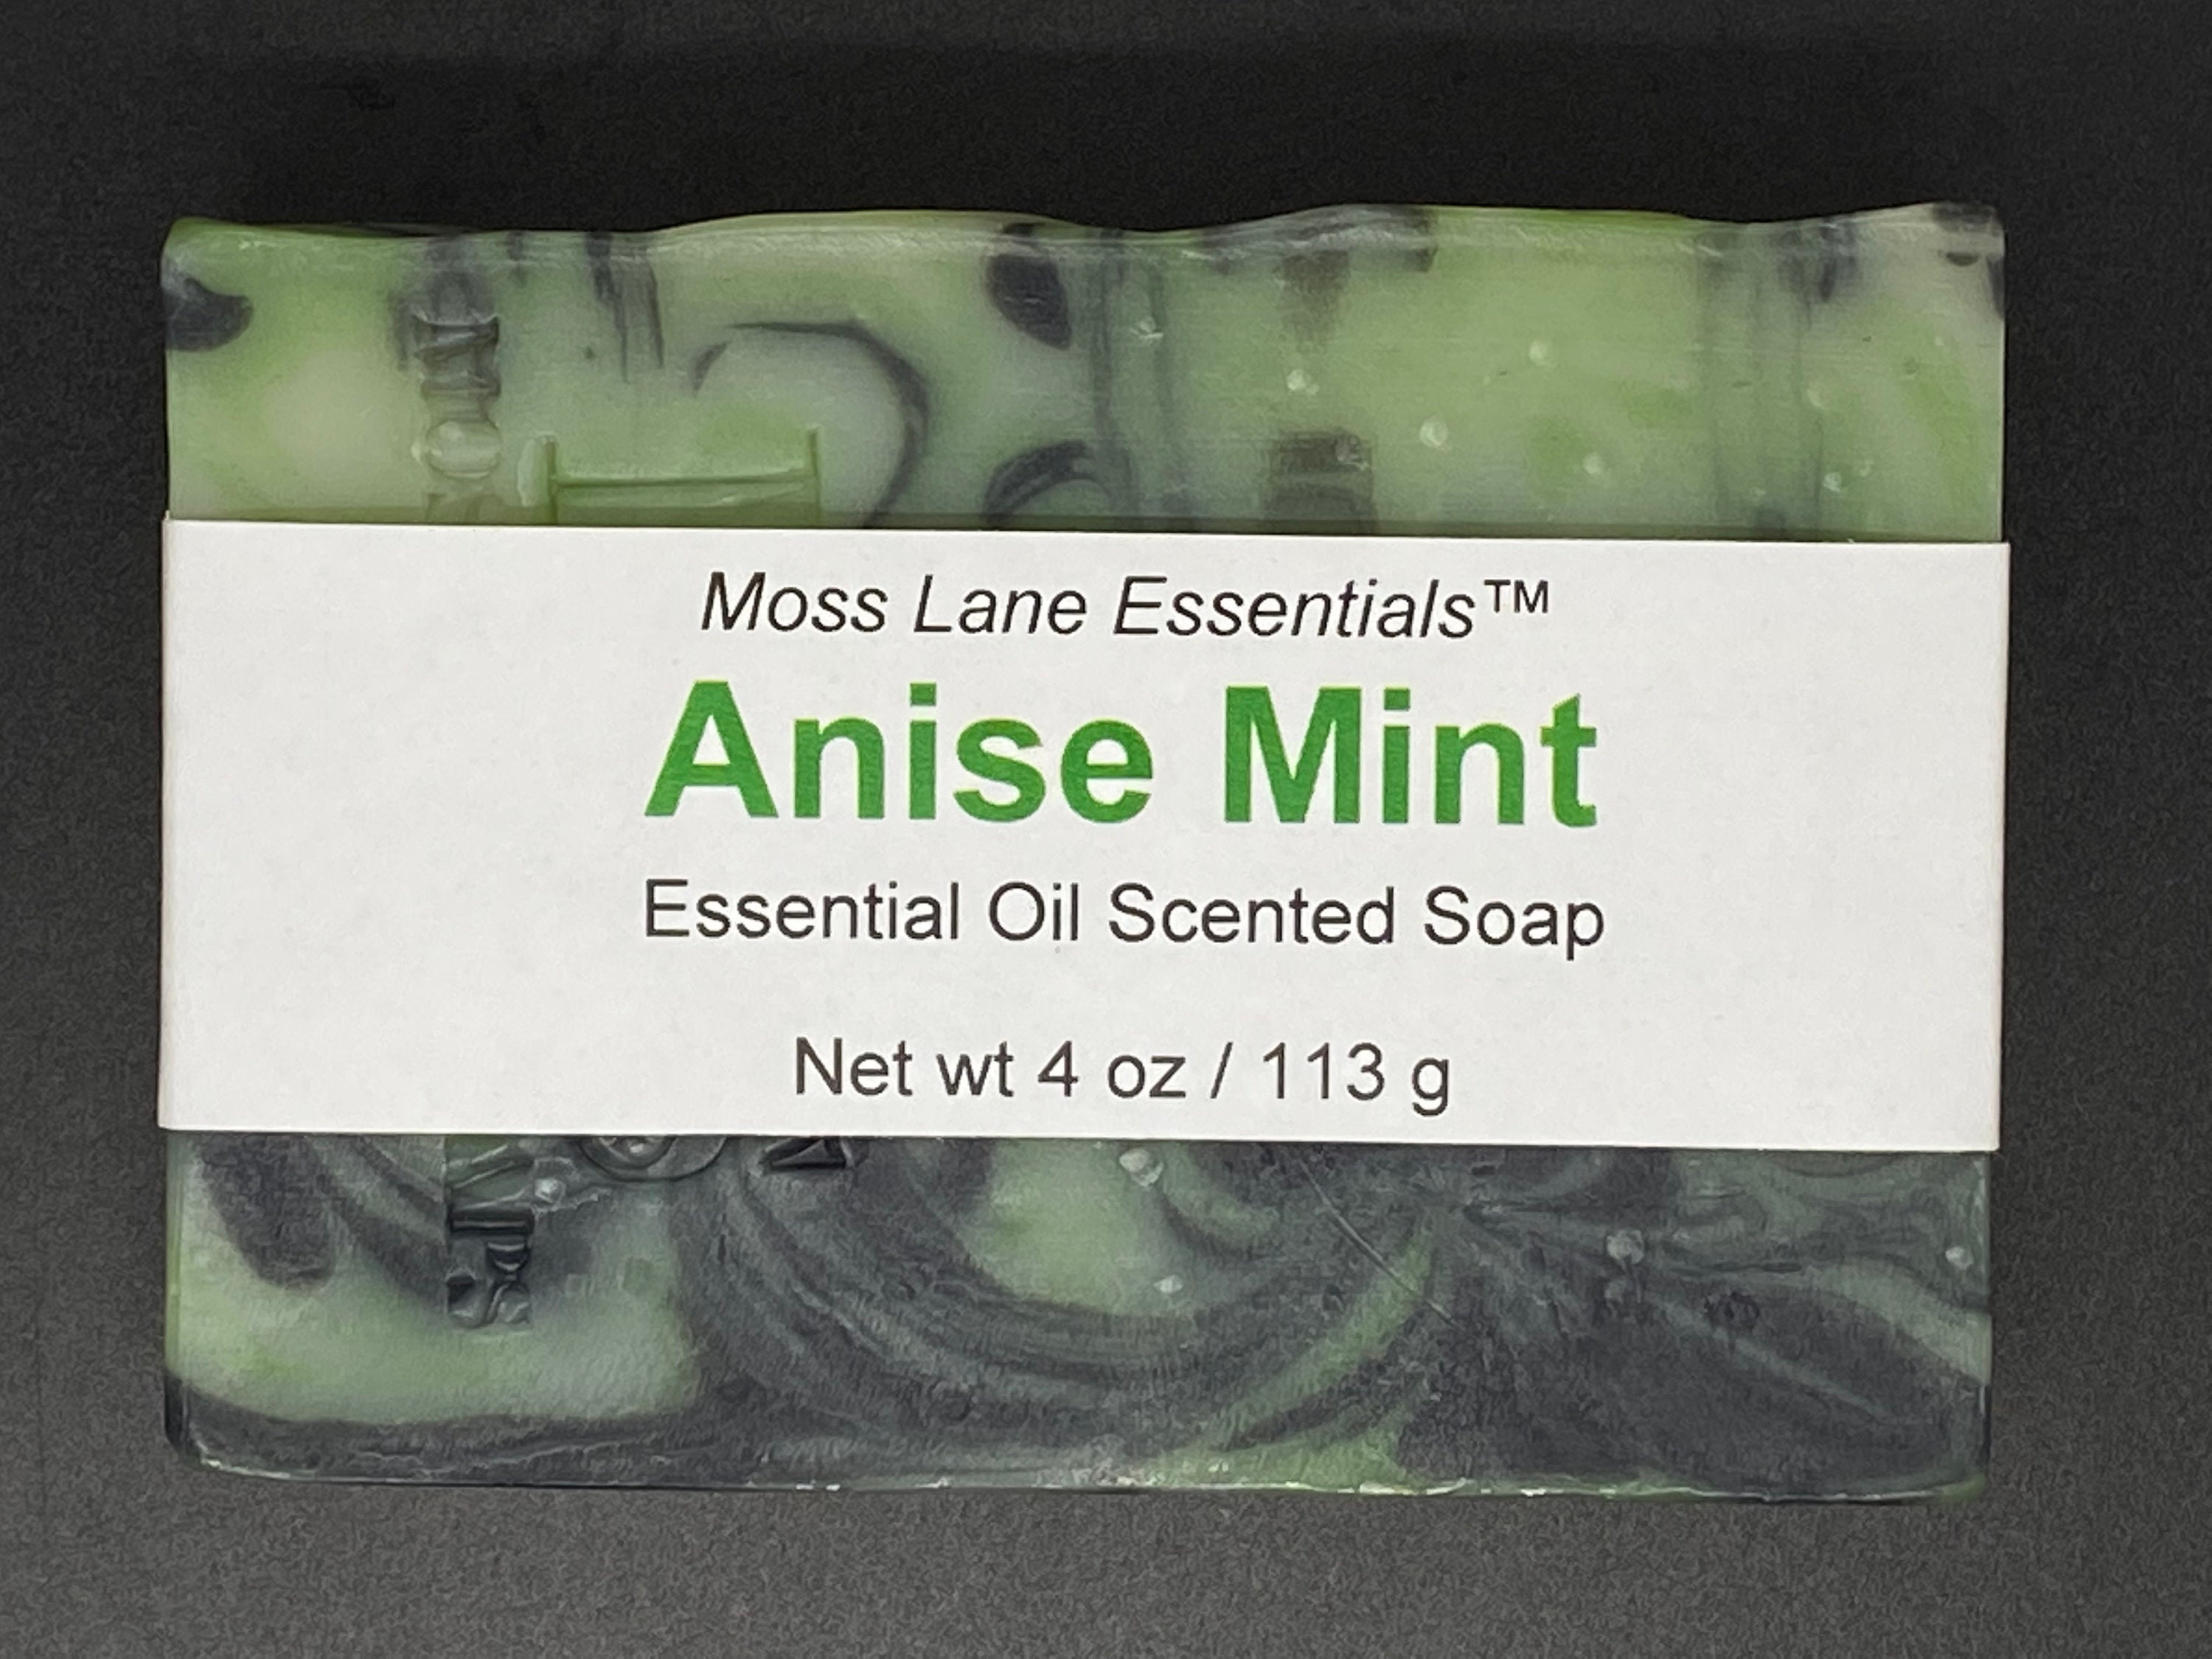 Moss Lane Essentials™
Anise Mint
Essential Oil Scented Soap
Net wt 4 oz / 113 g